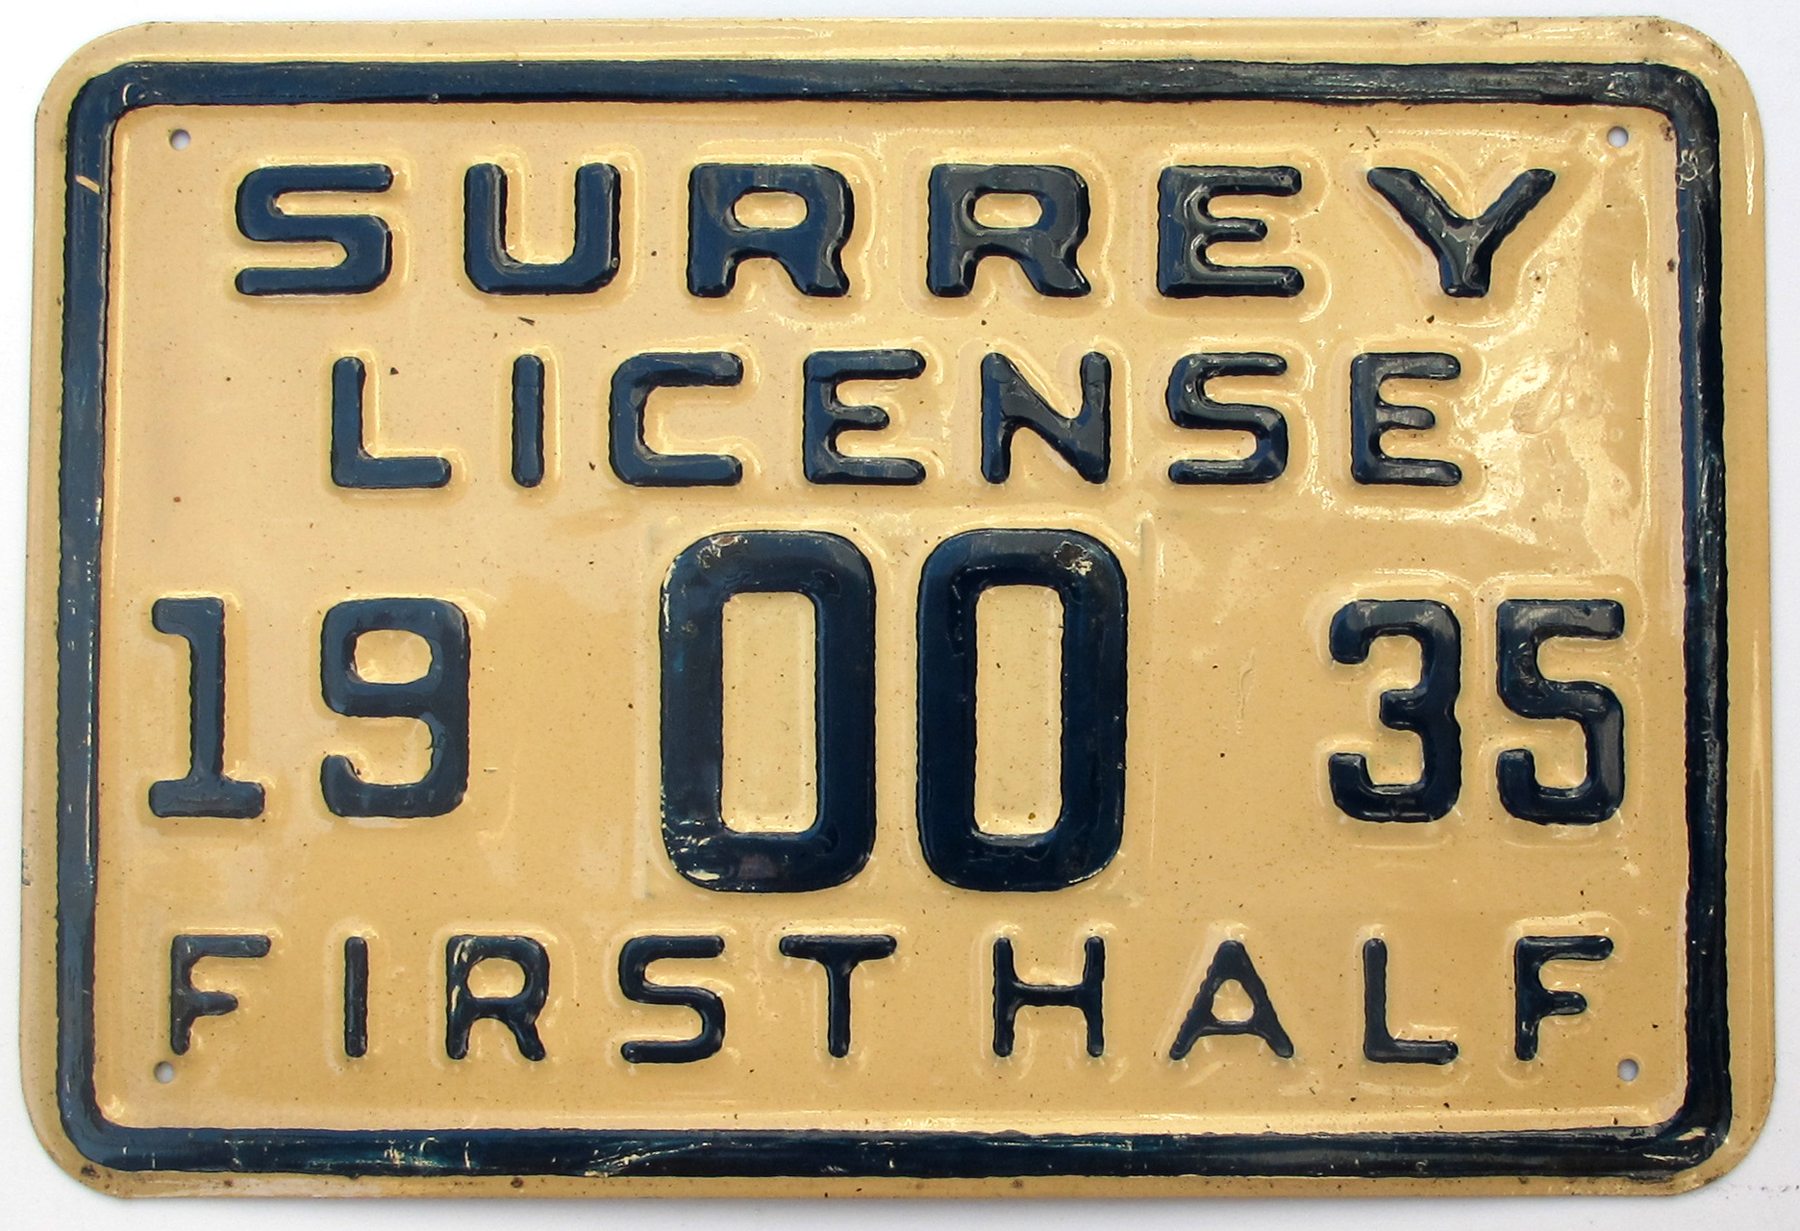 SURREY
LICENSE
19 00 35
FIRST HALF